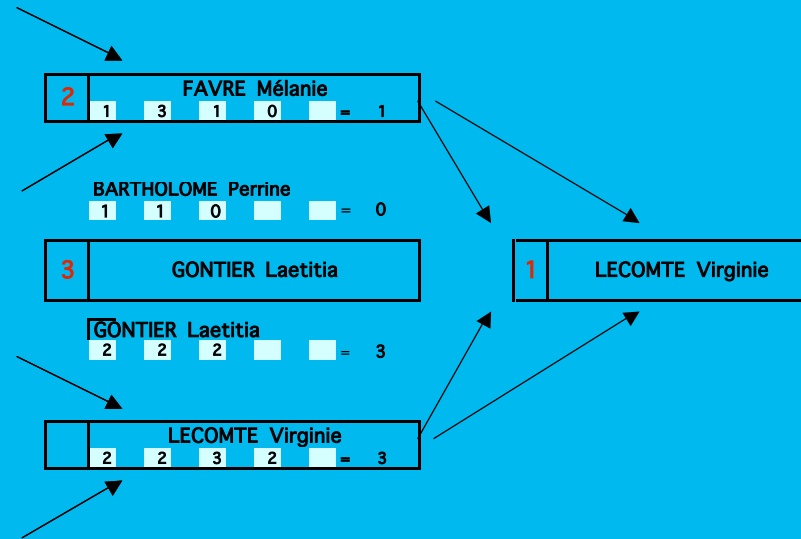 2 FAVRE Mélanie
1 3 1 0 = 1
BARTHOLOME Perrine
1 1 0 = 0
3 GONTIER Laetitia
1 LECOMTE Virginie
GONTIER Laetitia
2 2 2 = 3
LECOMTE Virginie
2 2 3 2 = 3